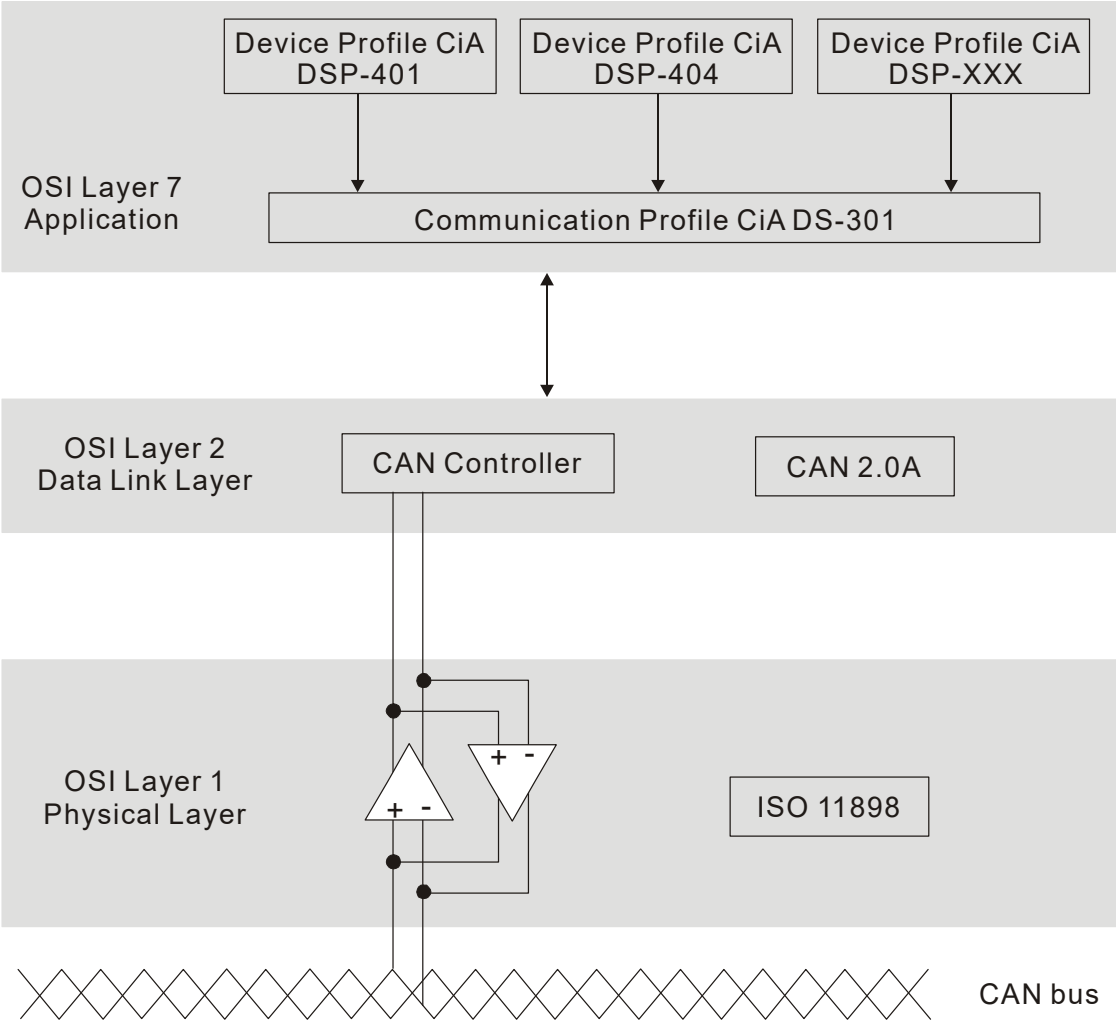 Device Profile CiA
DSP-401
Device Profile CiA
DSP-404
Device Profile CiA
DSP-XXX
OSI Layer 7
Application
Communication Profile CiA DS-301
OSI Layer 2
Data Link Layer
CAN Controller
CAN 2.0A
OSI Layer 1
Physical Layer
+ -
+ -
ISO 11898
CAN bus